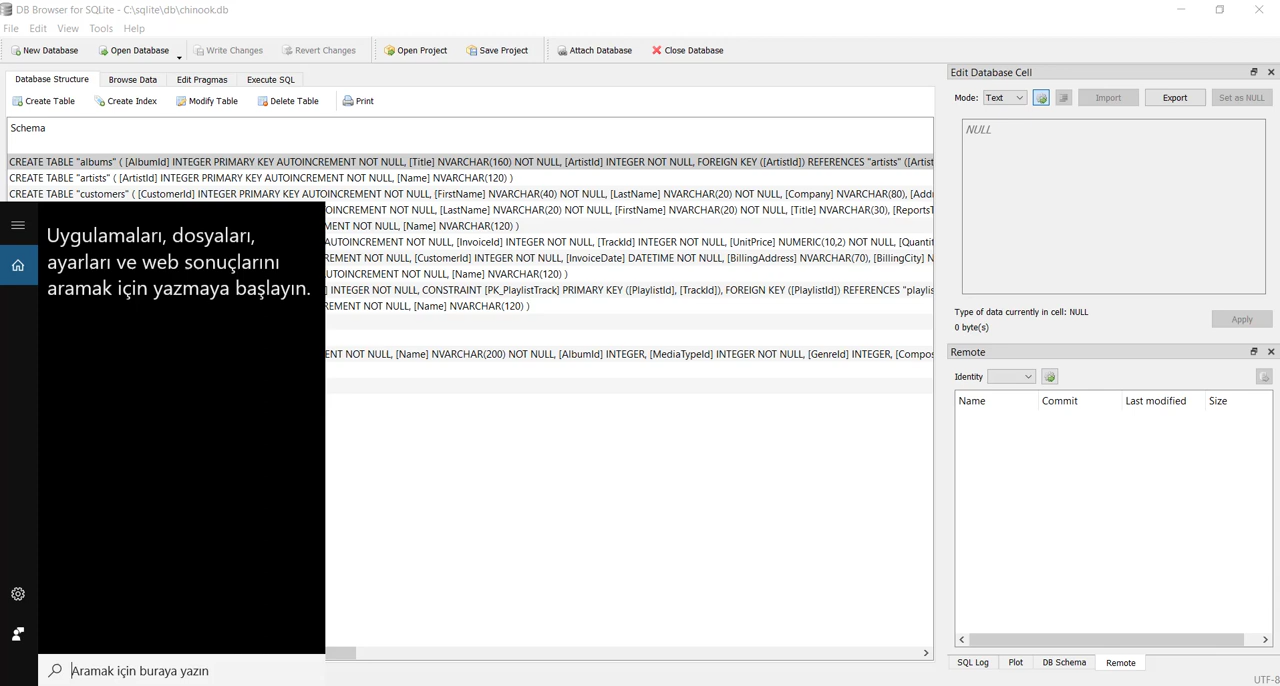 DB Browser for SQLite - C:\sqlite\db\chinook.db
File Edit View Tools Help
New Database Open Database Write Changes Revert Changes Open Project Save Project Attach Database Close Database
Database Structure Browse Data Edit Pragmas Execute SQL
Create Table Create Index Modify Table Delete Table Print
Schema
CREATE TABLE "albums" ( [AlbumId] INTEGER PRIMARY KEY AUTOINCREMENT NOT NULL, [Title] NVARCHAR(160) NOT NULL, [ArtistId] INTEGER NOT NULL, FOREIGN KEY ([ArtistId]) REFERENCES "artists" ([Artist
CREATE TABLE "artists" ( [ArtistId] INTEGER PRIMARY KEY AUTOINCREMENT NOT NULL, [Name] NVARCHAR(120) )
CREATE TABLE "customers" ( [CustomerId] INTEGER PRIMARY KEY AUTOINCREMENT NOT NULL, [FirstName] NVARCHAR(40) NOT NULL, [LastName] NVARCHAR(20) NOT NULL, [Company] NVARCHAR(80), [Addr
OINCREMENT NOT NULL, [LastName] NVARCHAR(20) NOT NULL, [FirstName] NVARCHAR(20) NOT NULL, [Title] NVARCHAR(30), [ReportsT
MENT NOT NULL, [Name] NVARCHAR(120) )
AUTOINCREMENT NOT NULL, [InvoiceId] INTEGER NOT NULL, [TrackId] INTEGER NOT NULL, [UnitPrice] NUMERIC(10,2) NOT NULL, [Quantit
REMENT NOT NULL, [CustomerId] INTEGER NOT NULL, [InvoiceDate] DATETIME NOT NULL, [BillingAddress] NVARCHAR(70), [BillingCity] N
UTOINCREMENT NOT NULL, [Name] NVARCHAR(120) )
] INTEGER NOT NULL, CONSTRAINT [PK_PlaylistTrack] PRIMARY KEY ([PlaylistId], [TrackId]), FOREIGN KEY ([PlaylistId]) REFERENCES "playlis
REMENT NOT NULL, [Name] NVARCHAR(120) )
ENT NOT NULL, [Name] NVARCHAR(200) NOT NULL, [AlbumId] INTEGER, [MediaTypeId] INTEGER NOT NULL, [GenreId] INTEGER, [Compos
Uygulamaları, dosyaları,
ayarları ve web sonuçlarını
aramak için yazmaya başlayın.
Aramak için buraya yazın
Edit Database Cell
Mode: Text Import Export Set as NULL
NULL
Type of data currently in cell: NULL
0 byte(s)
Apply
Remote
Identity
Name Commit Last modified Size
SQL Log Plot DB Schema Remote
UTF-8